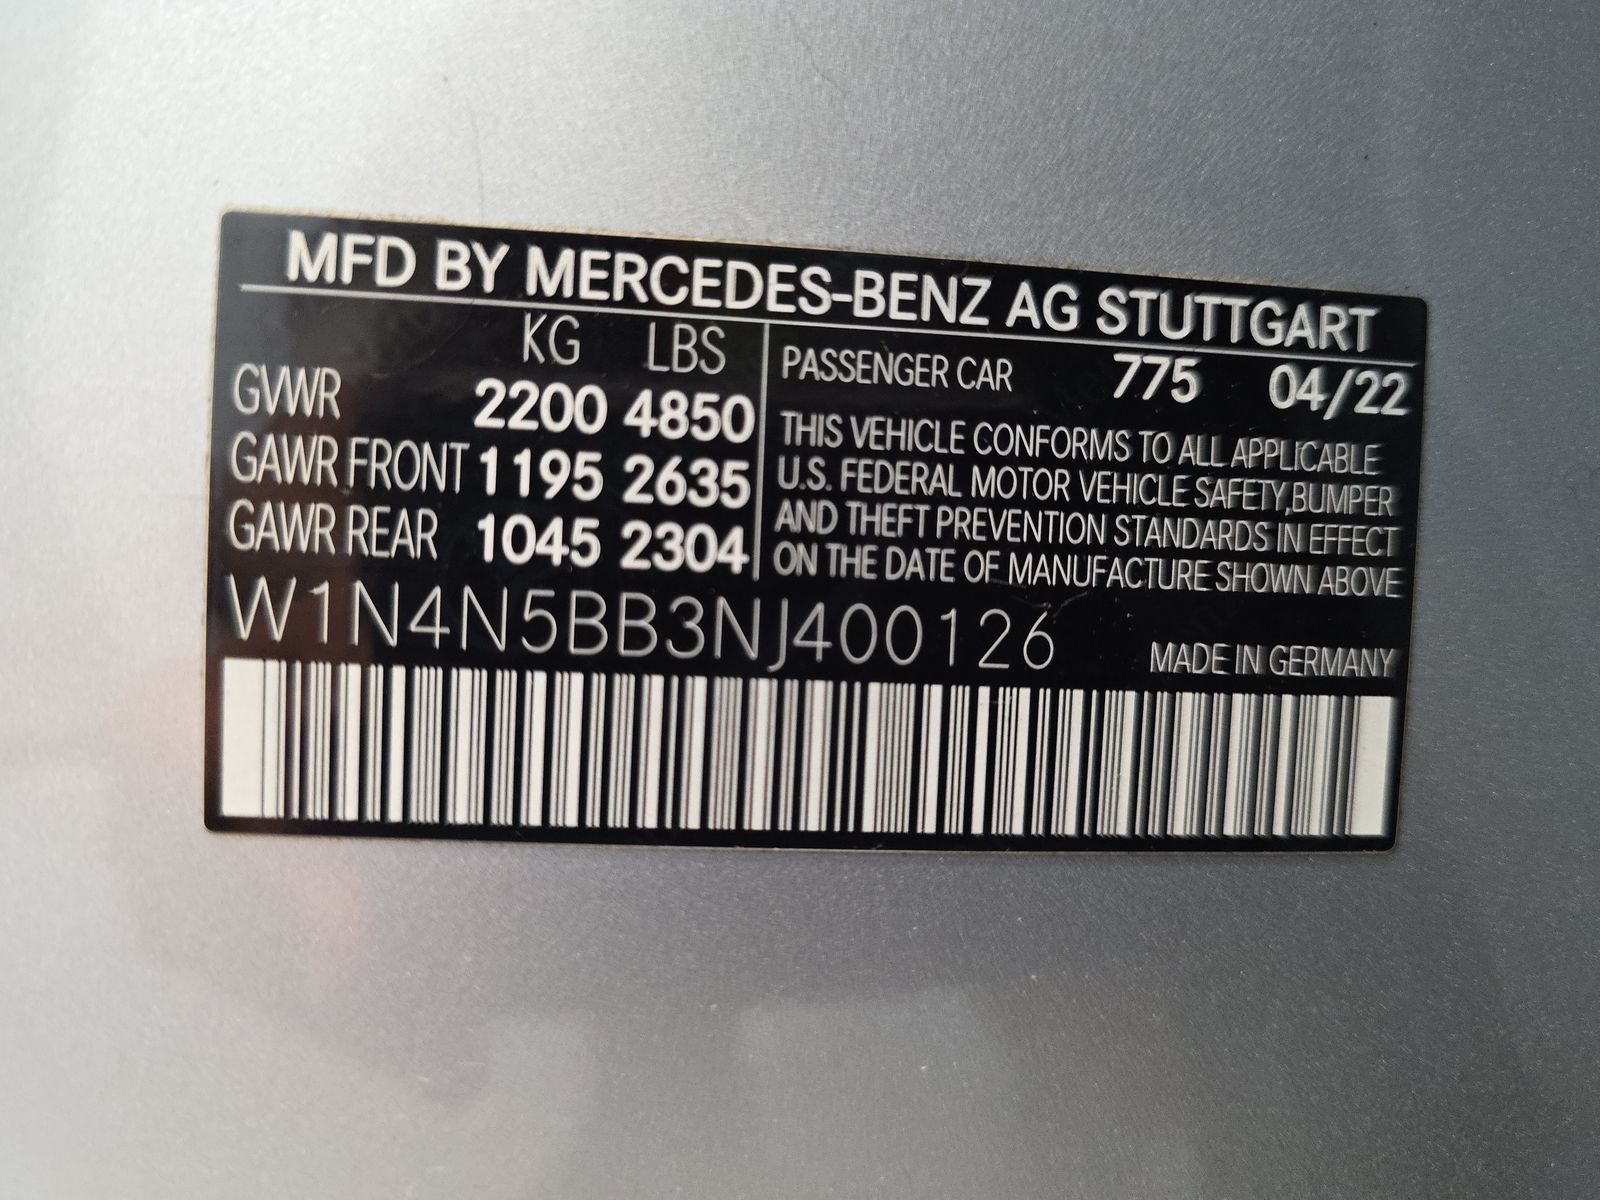 MFD BY MERCEDES-BENZ AG STUTTGART
KG LBS
GVWR 2200 4850
GAWR FRONT 1195 2635
GAWR REAR 1045 2304
PASSENGER CAR 775 04/22
THIS VEHICLE CONFORMS TO ALL APPLICABLE
U.S. FEDERAL MOTOR VEHICLE SAFETY,BUMPER
AND THEFT PREVENTION STANDARDS IN EFFECT
ON THE DATE OF MANUFACTURE SHOWN ABOVE
W1N4N5BB3NJ400126
MADE IN GERMANY